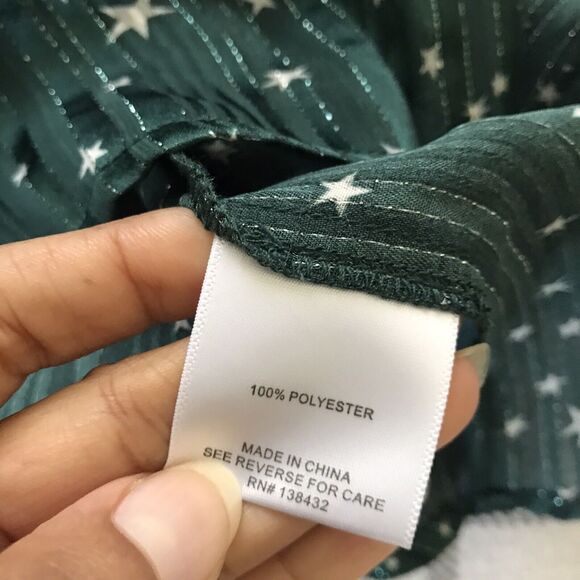 100% POLYESTER
MADE IN CHINA
SEE REVERSE FOR CARE
RN# 138432